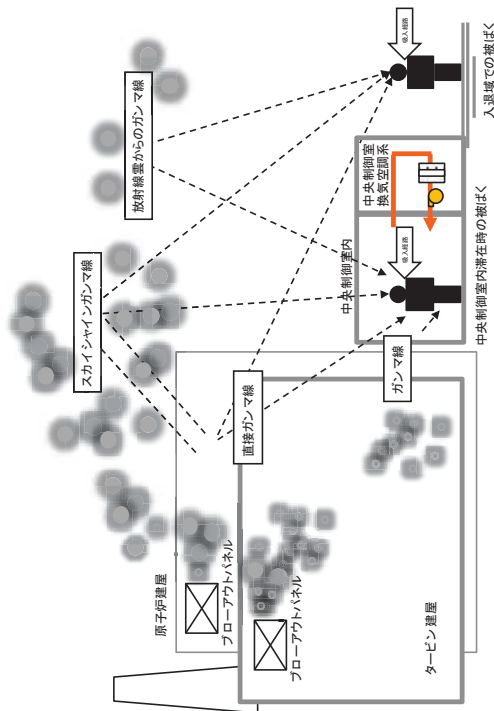 放射線雲からのガンマ線
スカイシャインガンマ線
吸入経路
入退域での被ばく
中央制御室
換気空調系
中央制御室内
吸入経路
中央制御室内滞在時の被ばく
直接ガンマ線
ガンマ線
原子炉建屋
ブローアウトパネル
ブローアウトパネル
タービン建屋